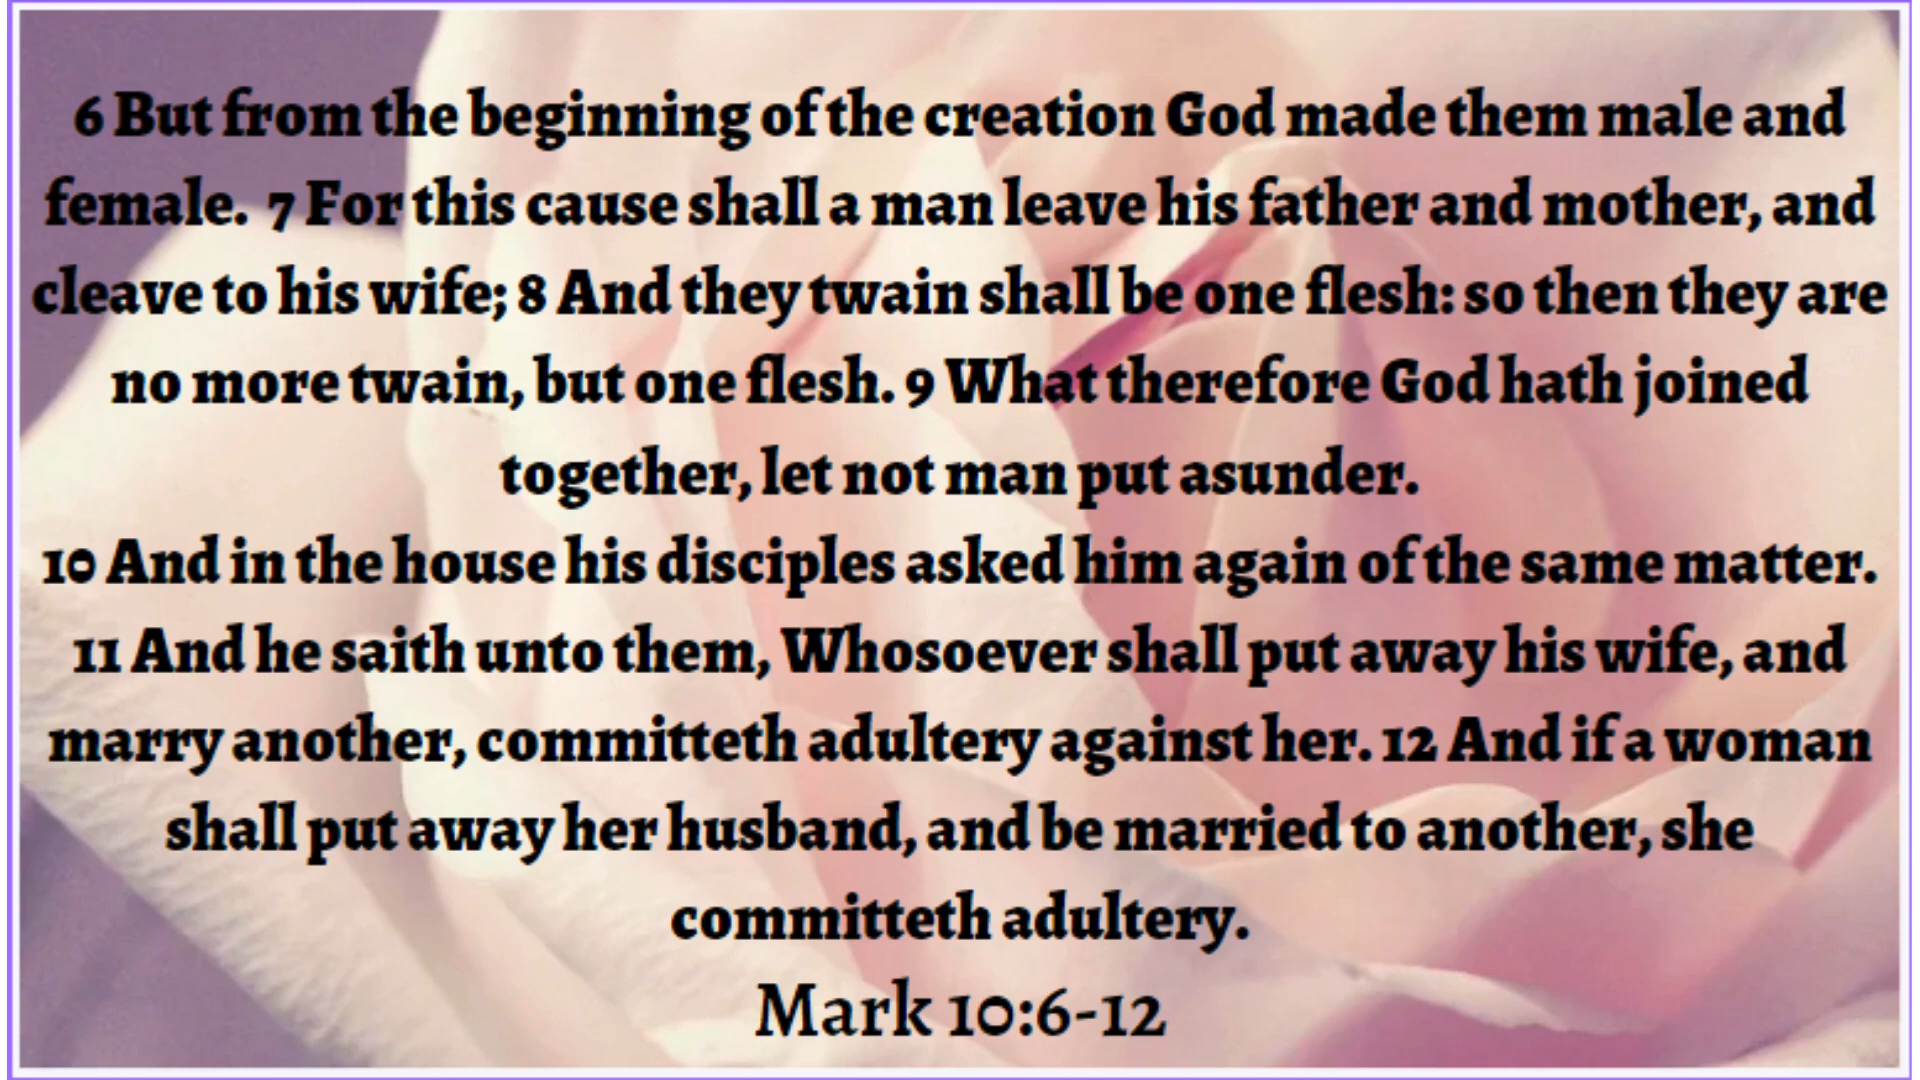 6 But from the beginning of the creation God made them male and
female. 7 For this cause shall a man leave his father and mother, and
cleave to his wife; 8 And they twain shall be one flesh: so then they are
no more twain, but one flesh. 9 What therefore God hath joined
together, let not man put asunder.
10 And in the house his disciples asked him again of the same matter.
11 And he saith unto them, Whosoever shall put away his wife, and
marry another, committeth adultery against her. 12 And if a woman
shall put away her husband, and be married to another, she
committeth adultery.
Mark 10:6-12